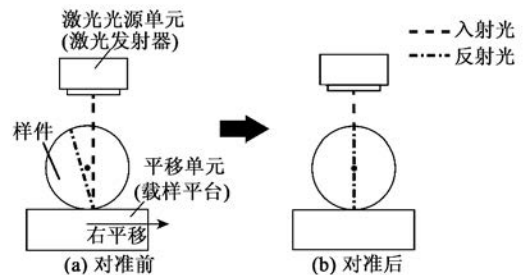 激光光源单元
(激光发射器)
入射光
反射光
样件
平移单元
(载样平台)
右平移
(a) 对准前
(b) 对准后